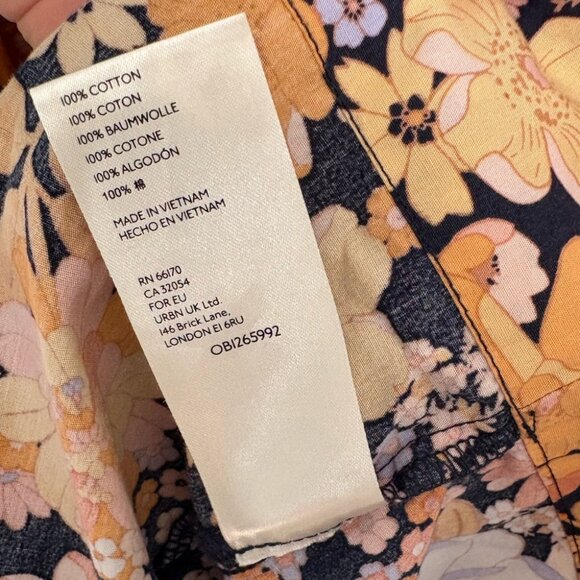 100% COTTON
100% COTON
100% BAUMWOLLE
100% COTONE
100% ALGODÓN
100% 棉
MADE IN VIETNAM
HECHO EN VIETNAM
RN 66170
CA 32054
FOR EU
URBN UK Ltd.
146 Brick Lane,
LONDON E1 6RU
OB1265992